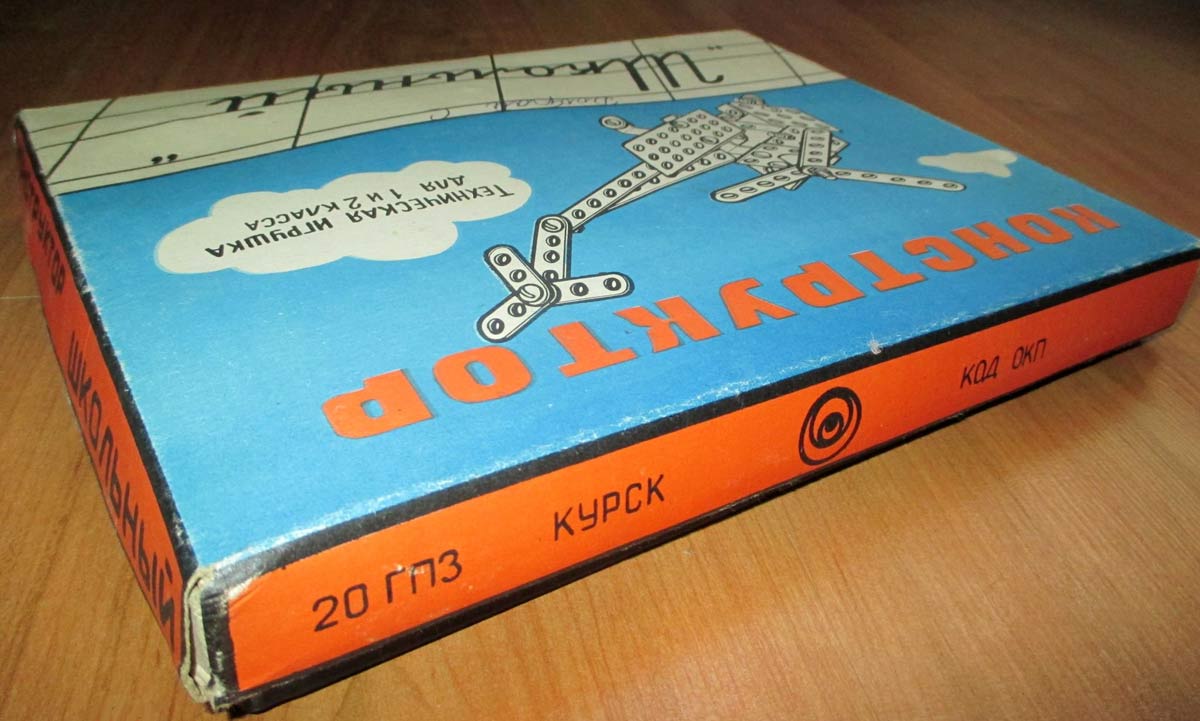 "Школьный"
ТЕХНИЧЕСКАЯ ИГРУШКА
ДЛЯ 1 И 2 КЛАССА
КОНСТРУКТОР
20 ГПЗ
КУРСК
КОД ОКП
ШКОЛЬНЫЙ